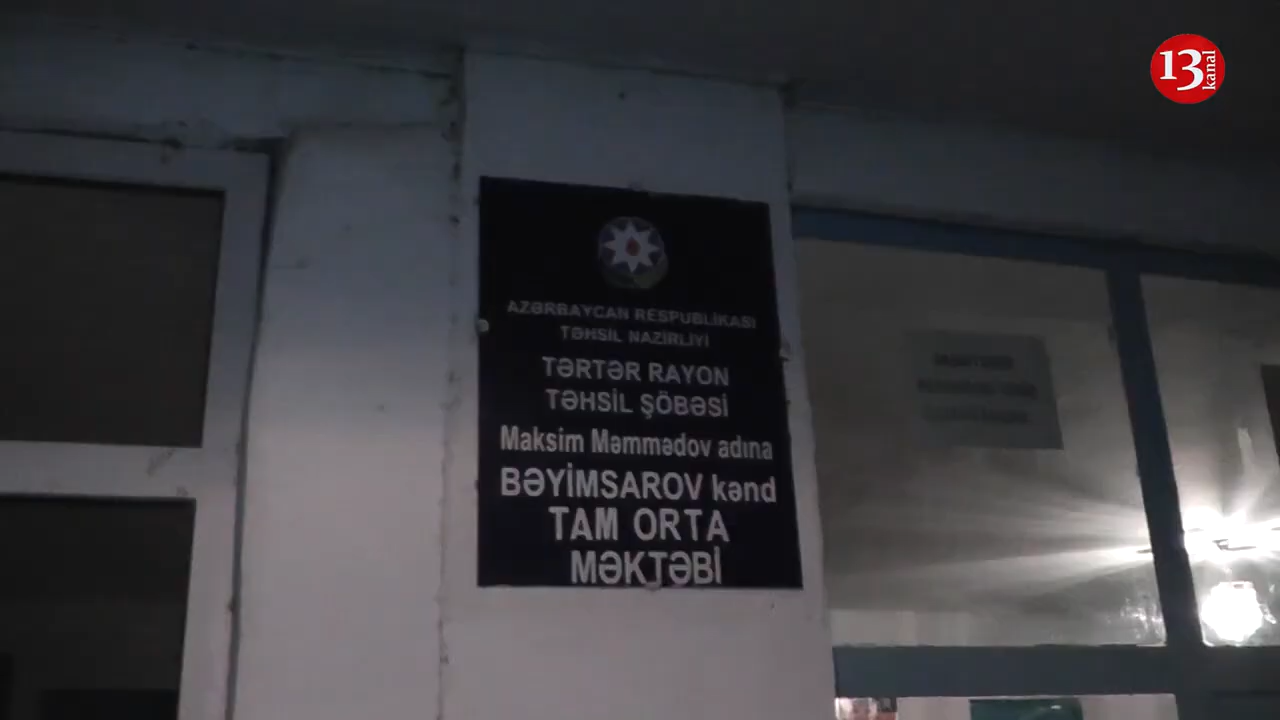 13 kanal
AZƏRBAYCAN RESPUBLİKASI
TƏHSİL NAZİRLİYİ
TƏRTƏR RAYON
TƏHSİL ŞÖBƏSİ
Maksim Məmmədov adına
BƏYİMSAROV kənd
TAM ORTA
MƏKTƏBİ